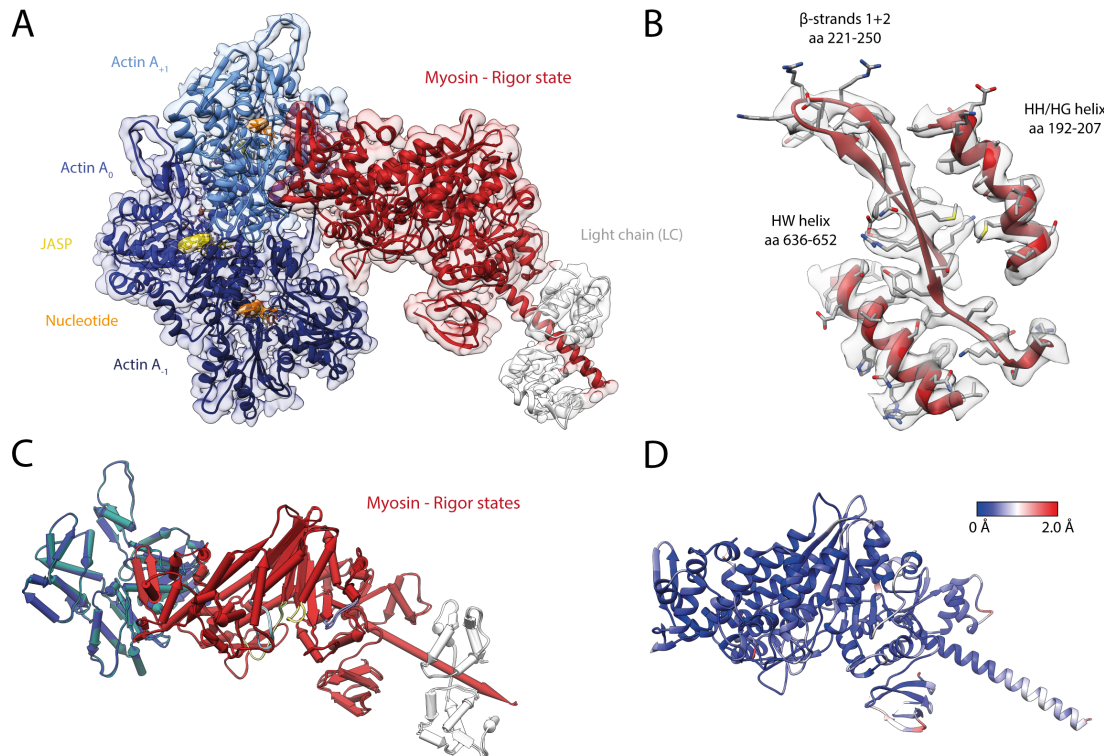 A
Actin A+1
Myosin - Rigor state
Actin A0
JASP
Light chain (LC)
Nucleotide
Actin A-1
B
β-strands 1+2
aa 221-250
HH/HG helix
aa 192-207
HW helix
aa 636-652
C
Myosin - Rigor states
D
0 Å
2.0 Å